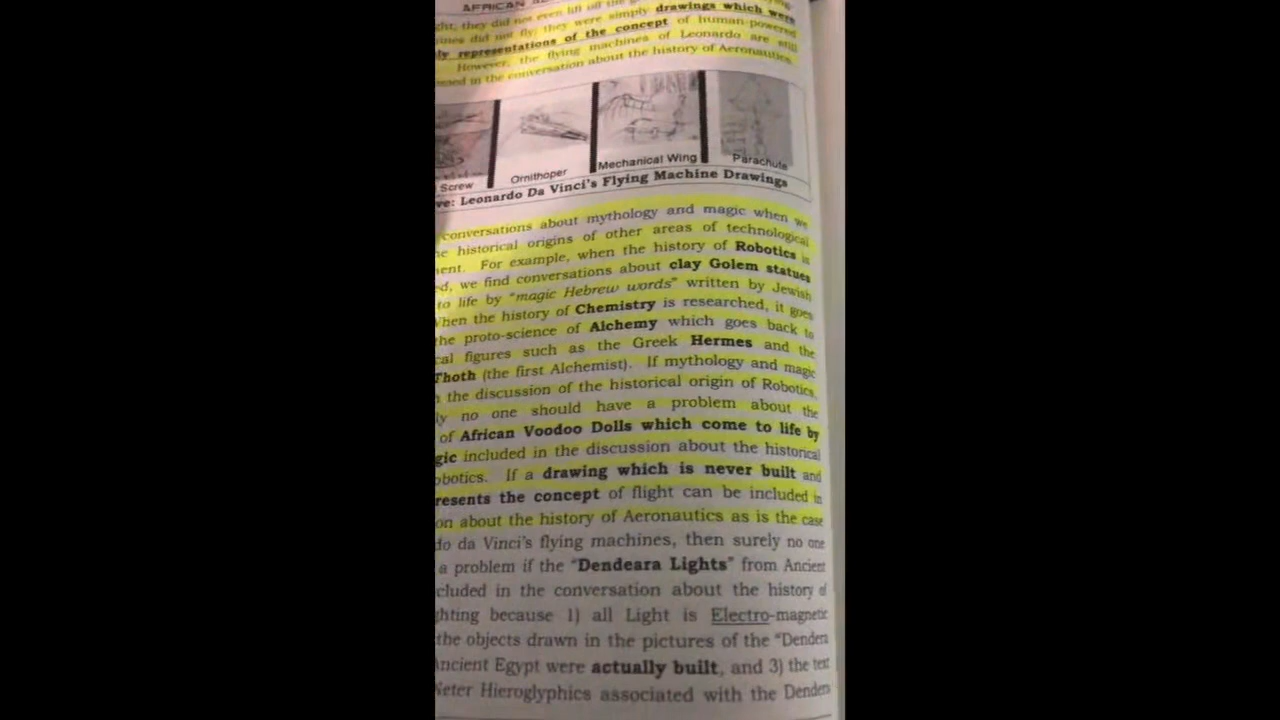 AFRICAN
ght, they did not even lift off the
ines did not fly; they were simply drawings which were
ly representations of the concept of human-powered
However, the flying machines of Leonardo are still
ssed in the conversation about the history of Aeronautics
Screw
Ornithoper
Mechanical Wing
Parachute
ve: Leonardo Da Vinci's Flying Machine Drawings
conversations about mythology and magic when we
he historical origins of other areas of technological
ent. For example, when the history of Robotics is
ed, we find conversations about clay Golem statues
to life by "magic Hebrew words" written by Jewish
When the history of Chemistry is researched, it goes
the proto-science of Alchemy which goes back to
cal figures such as the Greek Hermes and the
Thoth (the first Alchemist). If mythology and magic
n the discussion of the historical origin of Robotics,
ly no one should have a problem about the
of African Voodoo Dolls which come to life by
gic included in the discussion about the historical
obotics. If a drawing which is never built and
resents the concept of flight can be included in
on about the history of Aeronautics as is the case
do da Vinci's flying machines, then surely no one
a problem if the "Dendeara Lights" from Ancient
cluded in the conversation about the history of
ghting because 1) all Light is Electro-magnetic
the objects drawn in the pictures of the "Dendera
Ancient Egypt were actually built, and 3) the text
Neter Hieroglyphics associated with the Dendera